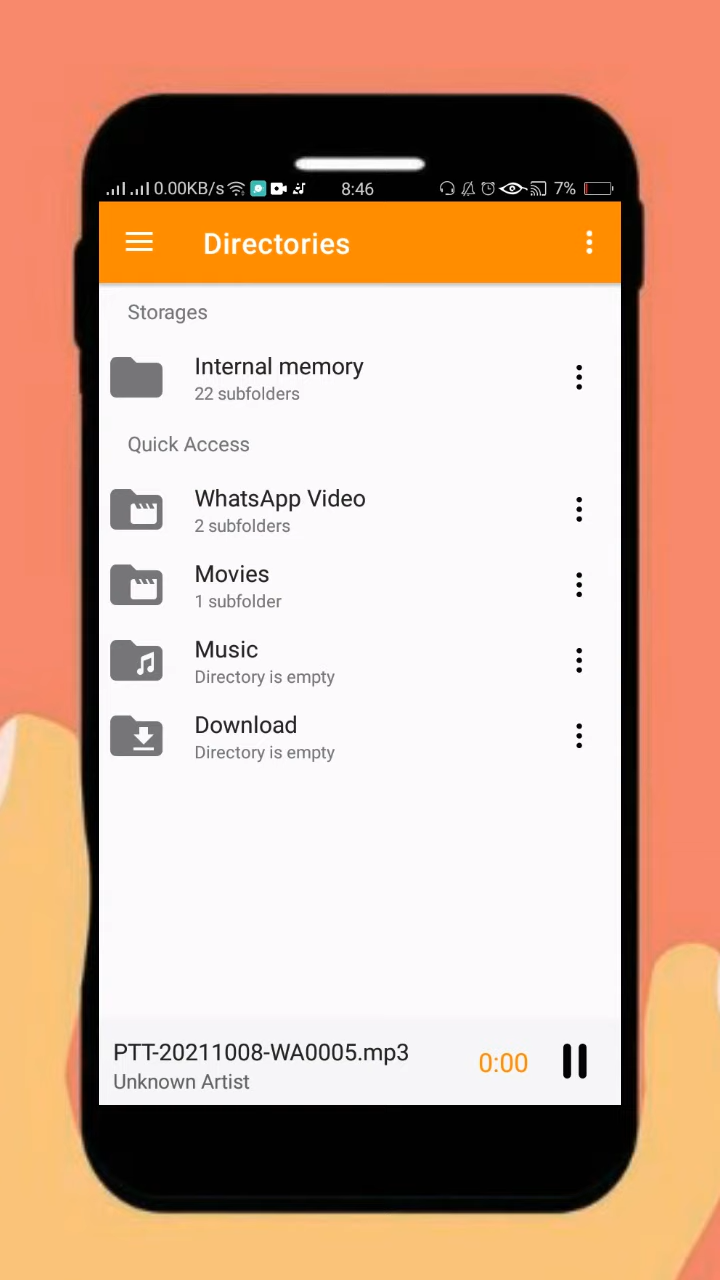 0.00KB/s 8:46 7%
Directories
Storages
Internal memory
22 subfolders
Quick Access
WhatsApp Video
2 subfolders
Movies
1 subfolder
Music
Directory is empty
Download
Directory is empty
PTT-20211008-WA0005.mp3
0:00
Unknown Artist